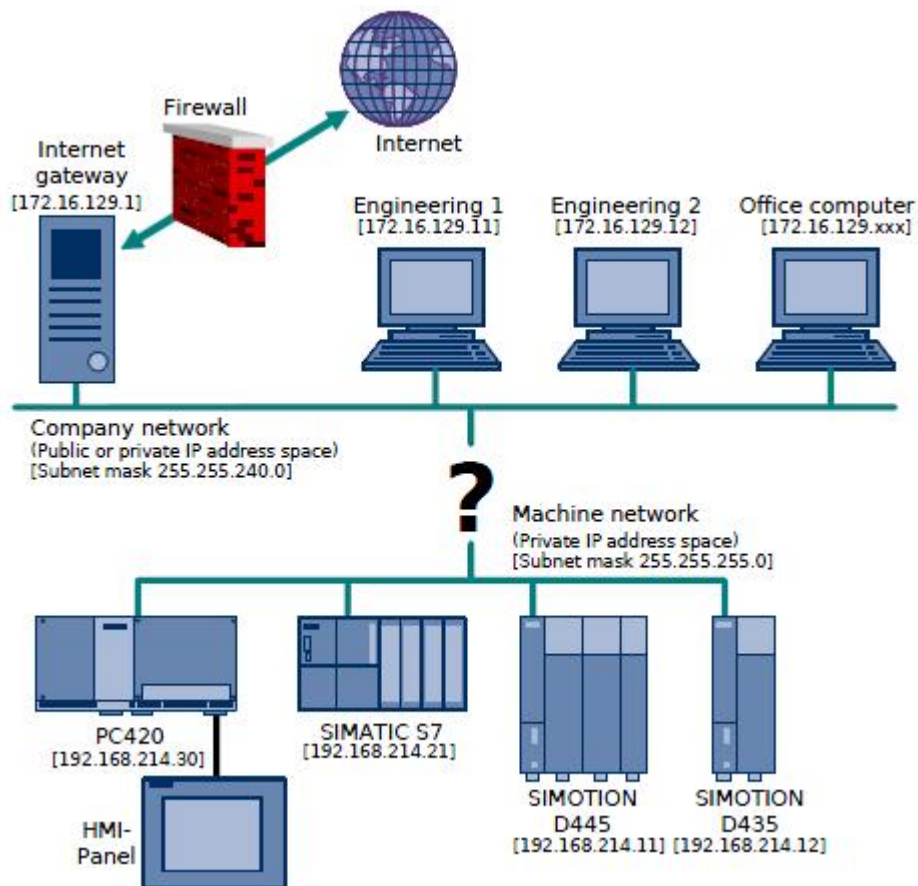 Firewall
Internet
Internet
gateway
[172.16.129.1]
Engineering 1
[172.16.129.11]
Engineering 2
[172.16.129.12]
Office computer
[172.16.129.xxx]
Company network
(Public or private IP address space)
[Subnet mask 255.255.240.0]
?
Machine network
(Private IP address space)
[Subnet mask 255.255.255.0]
PC420
[192.168.214.30]
SIMATIC S7
[192.168.214.21]
SIMOTION
D445
[192.168.214.11]
SIMOTION
D435
[192.168.214.12]
HMI-
Panel